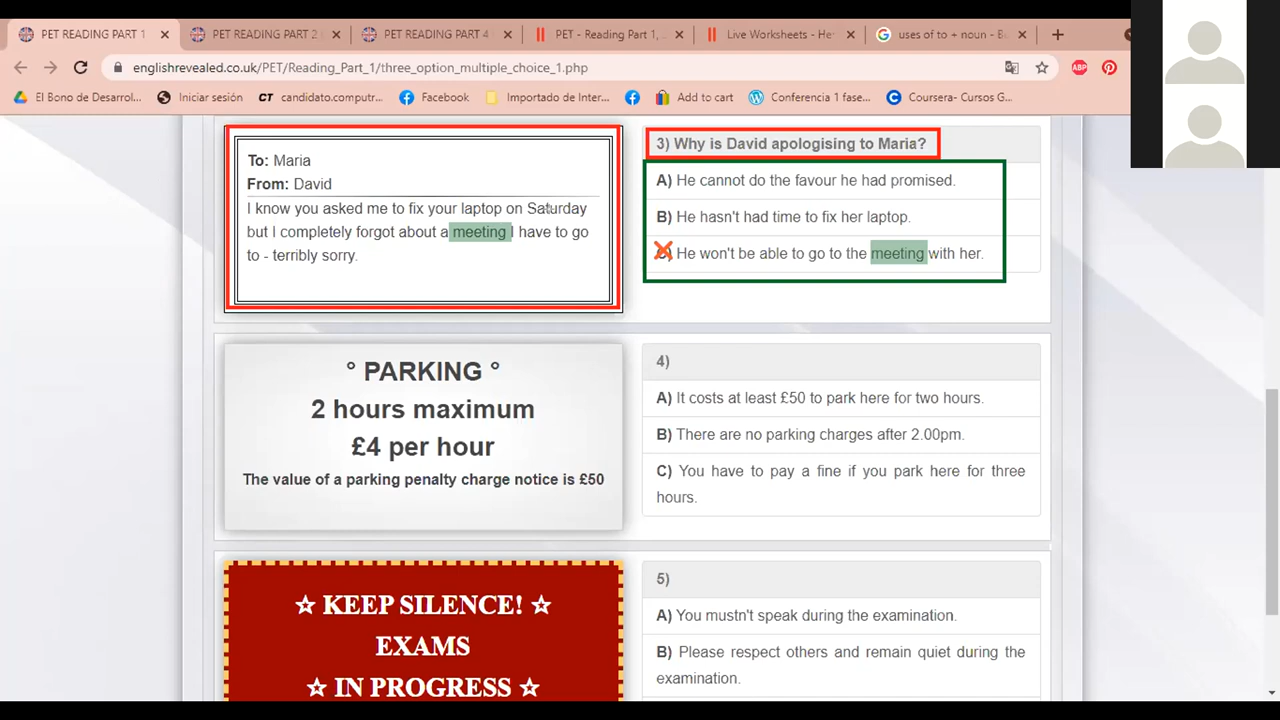 PET READING PART 1
PET READING PART 2
PET READING PART 4
PET - Reading Part 1,
Live Worksheets - He
uses of to + noun - B
englishrevealed.co.uk/PET/Reading_Part_1/three_option_multiple_choice_1.php
ABP
El Bono de Desarrol...
Iniciar sesión
CT candidato.computr...
Facebook
Importado de Inter...
Add to cart
Conferencia 1 fase...
Coursera- Cursos G...
To: Maria
From: David
I know you asked me to fix your laptop on Saturday
but I completely forgot about a meeting I have to go
to - terribly sorry.
3) Why is David apologising to Maria?
A) He cannot do the favour he had promised.
B) He hasn't had time to fix her laptop.
He won't be able to go to the meeting with her.
° PARKING °
2 hours maximum
£4 per hour
The value of a parking penalty charge notice is £50
4)
A) It costs at least £50 to park here for two hours.
B) There are no parking charges after 2.00pm.
C) You have to pay a fine if you park here for three
hours.
☆ KEEP SILENCE! ☆
EXAMS
☆ IN PROGRESS ☆
5)
A) You mustn't speak during the examination.
B) Please respect others and remain quiet during the
examination.